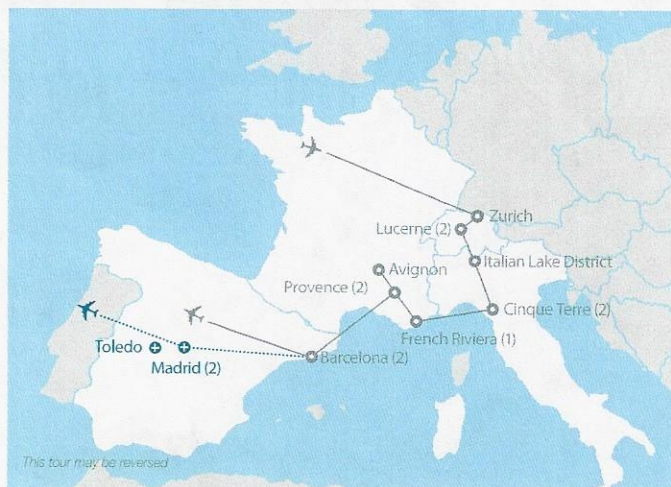 Zurich
Lucerne (2)
Italian Lake District
Avignon
Provence (2)
Cinque Terre (2)
French Riviera (1)
Toledo
Madrid (2)
Barcelona (2)
This tour may be reversed